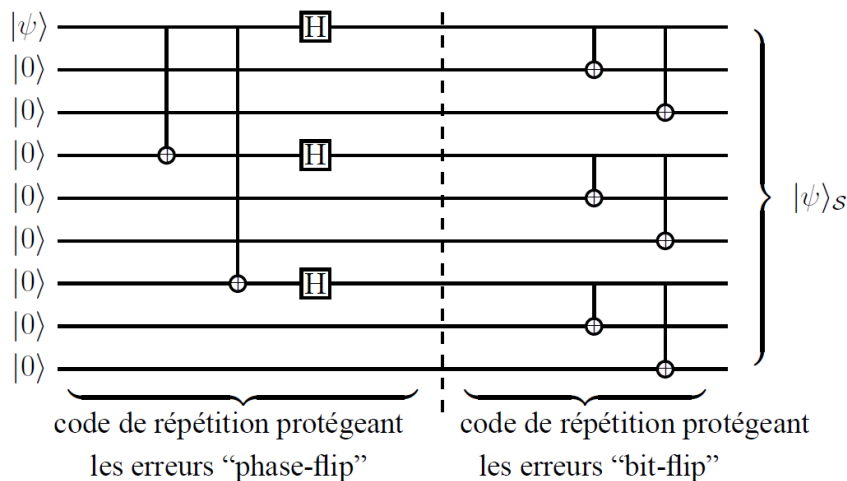 |ψ⟩ H
|0⟩
|0⟩
|0⟩ H
|0⟩ |ψ⟩𝒮
|0⟩
|0⟩ H
|0⟩
|0⟩
code de répétition protégeant
les erreurs “phase-flip”
code de répétition protégeant
les erreurs “bit-flip”